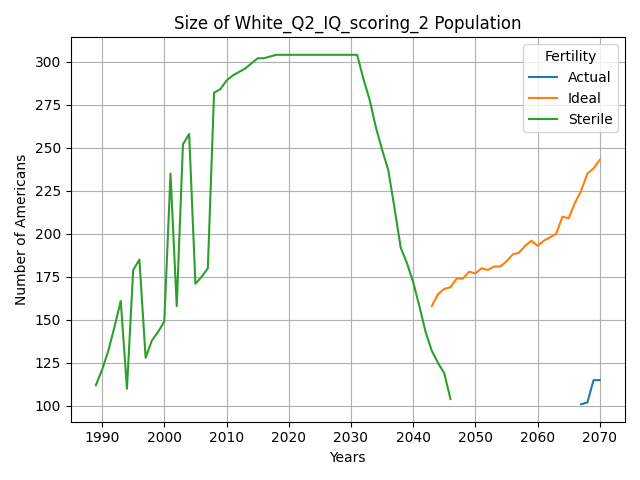 Size of White_Q2_IQ_scoring_2 Population
Fertility
Actual
Ideal
Sterile
Number of Americans
300
275
250
225
200
175
150
125
100
1990 2000 2010 2020 2030 2040 2050 2060 2070
Years